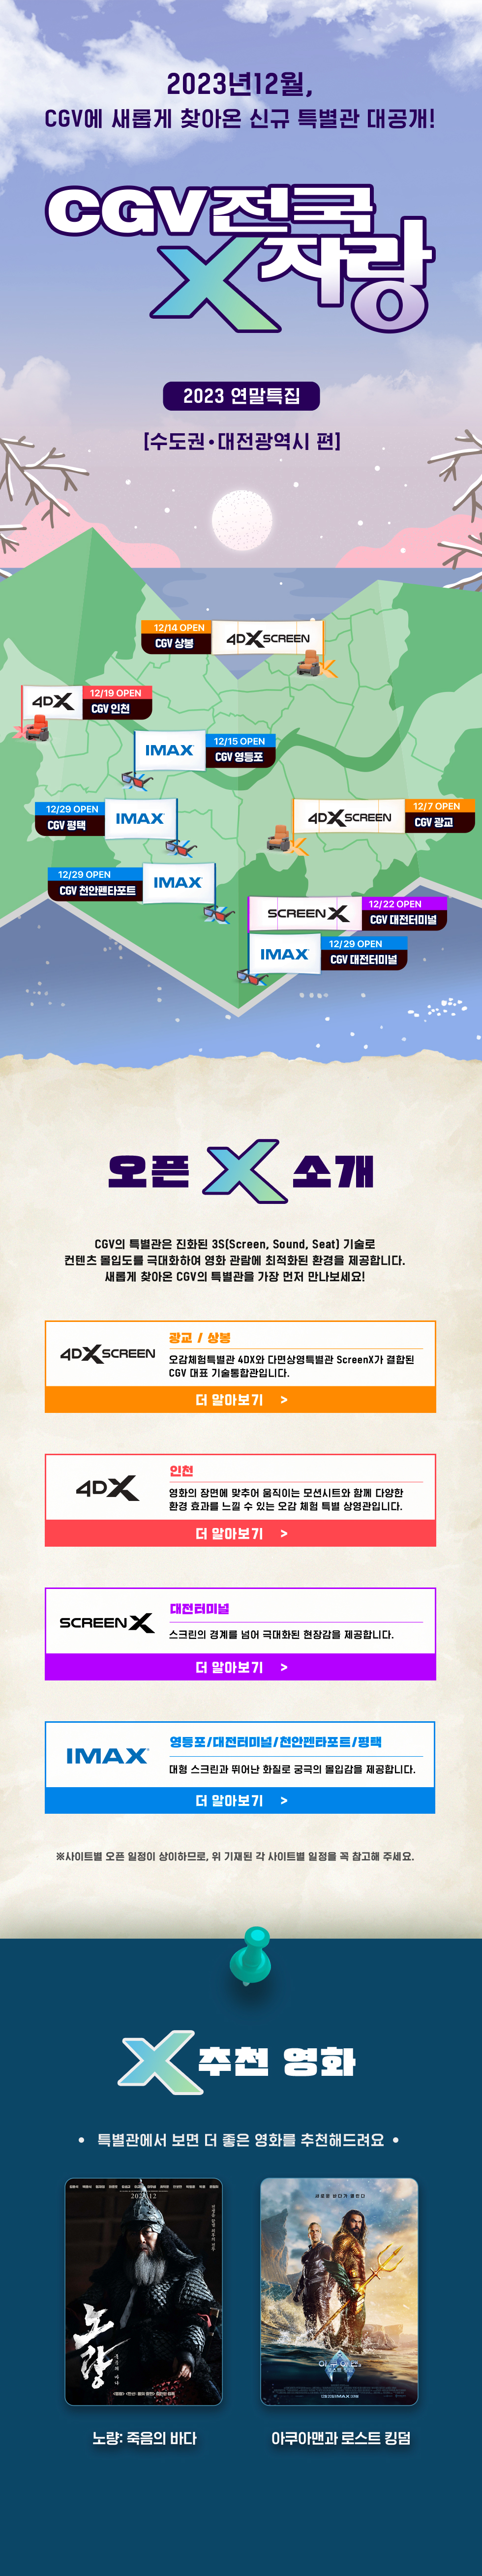 2023년12월,
CGV에 새롭게 찾아온 신규 특별관 대공개!
CGV전국
X자랑
2023 연말특집
[수도권·대전광역시 편]
12/14 OPEN
CGV 상봉
4DXSCREEN
4DX
12/19 OPEN
CGV 인천
IMAX
12/15 OPEN
CGV 영등포
12/29 OPEN
CGV 평택
IMAX
4DXSCREEN
12/7 OPEN
CGV 광교
12/29 OPEN
CGV 천안펜타포트
IMAX
SCREENX
12/22 OPEN
CGV 대전터미널
IMAX
12/29 OPEN
CGV 대전터미널
오픈 X 소개
CGV의 특별관은 진화된 3S(Screen, Sound, Seat) 기술로
컨텐츠 몰입도를 극대화하여 영화 관람에 최적화된 환경을 제공합니다.
새롭게 찾아온 CGV의 특별관을 가장 먼저 만나보세요!
4DXSCREEN
광교 / 상봉
오감체험특별관 4DX와 다면상영특별관 ScreenX가 결합된
CGV 대표 기술통합관입니다.
더 알아보기 >
4DX
인천
영화의 장면에 맞추어 움직이는 모션시트와 함께 다양한
환경 효과를 느낄 수 있는 오감 체험 특별 상영관입니다.
더 알아보기 >
SCREENX
대전터미널
스크린의 경계를 넘어 극대화된 현장감을 제공합니다.
더 알아보기 >
IMAX
영등포/대전터미널/천안펜타포트/평택
대형 스크린과 뛰어난 화질로 궁극의 몰입감을 제공합니다.
더 알아보기 >
※사이트별 오픈 일정이 상이하므로, 위 기재된 각 사이트별 일정을 꼭 참고해 주세요.
X추천 영화
• 특별관에서 보면 더 좋은 영화를 추천해드려요 •
2023.12
노량
죽음의 바다
아쿠아맨
노량: 죽음의 바다
아쿠아맨과 로스트 킹덤